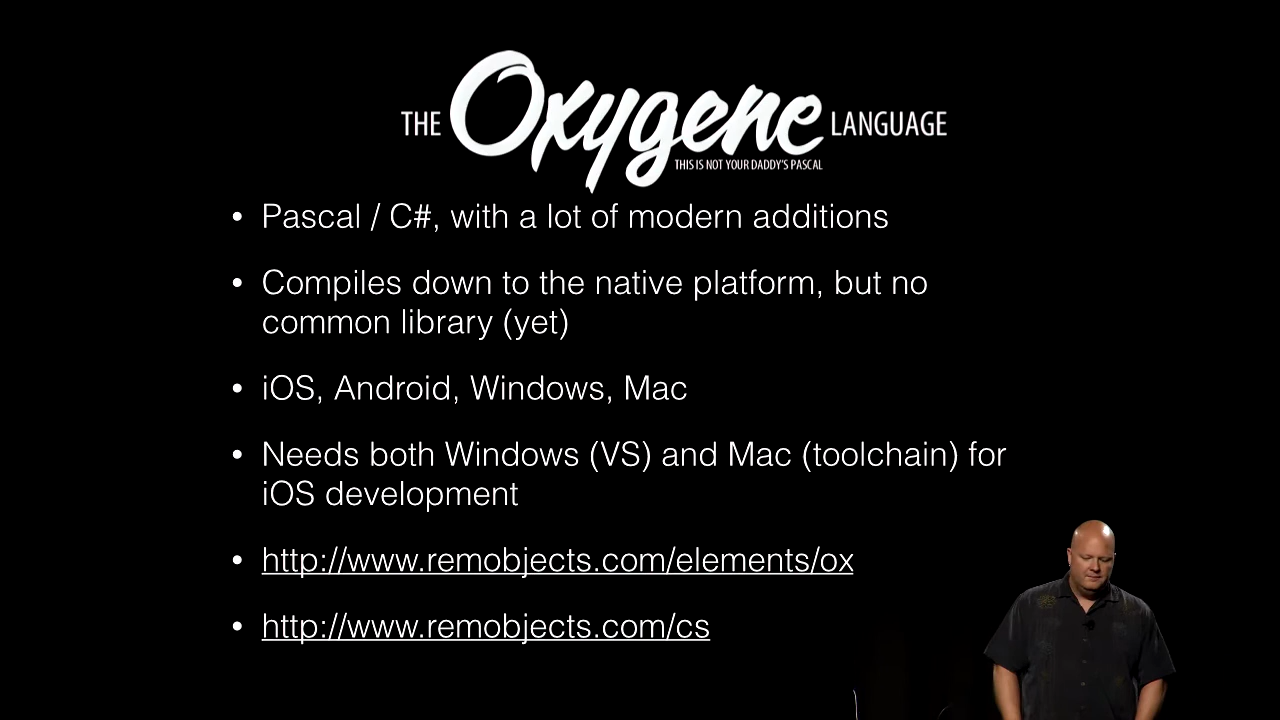 THE Oxygene LANGUAGE
THIS IS NOT YOUR DADDY'S PASCAL
• Pascal / C#, with a lot of modern additions
• Compiles down to the native platform, but no
common library (yet)
• iOS, Android, Windows, Mac
• Needs both Windows (VS) and Mac (toolchain) for
iOS development
• http://www.remobjects.com/elements/ox
• http://www.remobjects.com/cs